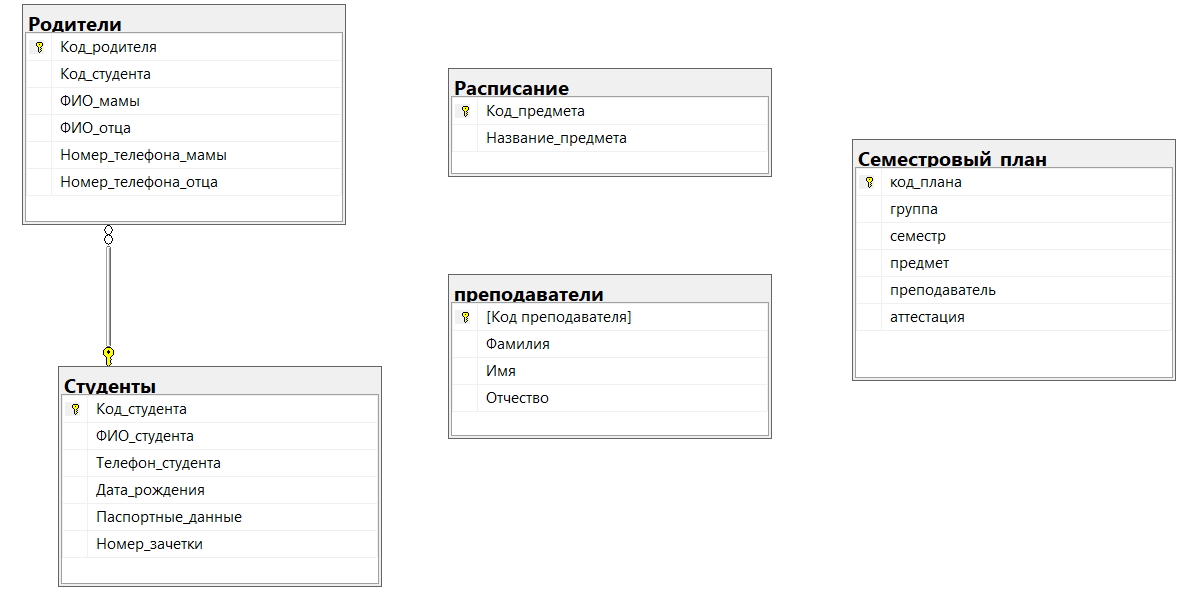 Родители
Код_родителя
Код_студента
ФИО_мамы
ФИО_отца
Номер_телефона_мамы
Номер_телефона_отца
Студенты
Код_студента
ФИО_студента
Телефон_студента
Дата_рождения
Паспортные_данные
Номер_зачетки
Расписание
Код_предмета
Название_предмета
преподаватели
[Код преподавателя]
Фамилия
Имя
Отчество
Семестровый_план
код_плана
группа
семестр
предмет
преподаватель
аттестация